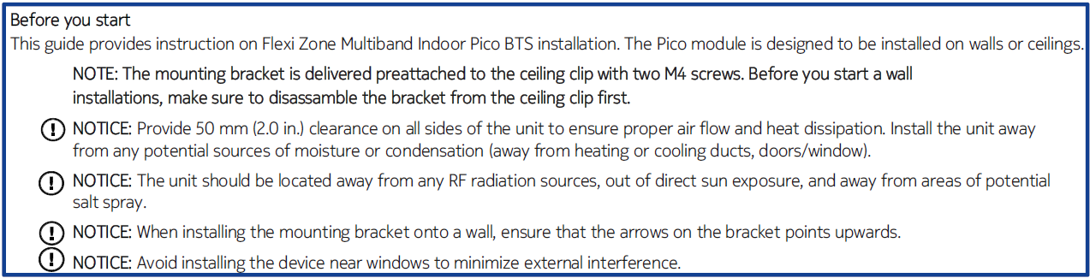 Before you start
This guide provides instruction on Flexi Zone Multiband Indoor Pico BTS installation. The Pico module is designed to be installed on walls or ceilings.
NOTE: The mounting bracket is delivered preattached to the ceiling clip with two M4 screws. Before you start a wall
installations, make sure to disassamble the bracket from the ceiling clip first.
NOTICE: Provide 50 mm (2.0 in.) clearance on all sides of the unit to ensure proper air flow and heat dissipation. Install the unit away
from any potential sources of moisture or condensation (away from heating or cooling ducts, doors/window).
NOTICE: The unit should be located away from any RF radiation sources, out of direct sun exposure, and away from areas of potential
salt spray.
NOTICE: When installing the mounting bracket onto a wall, ensure that the arrows on the bracket points upwards.
NOTICE: Avoid installing the device near windows to minimize external interference.